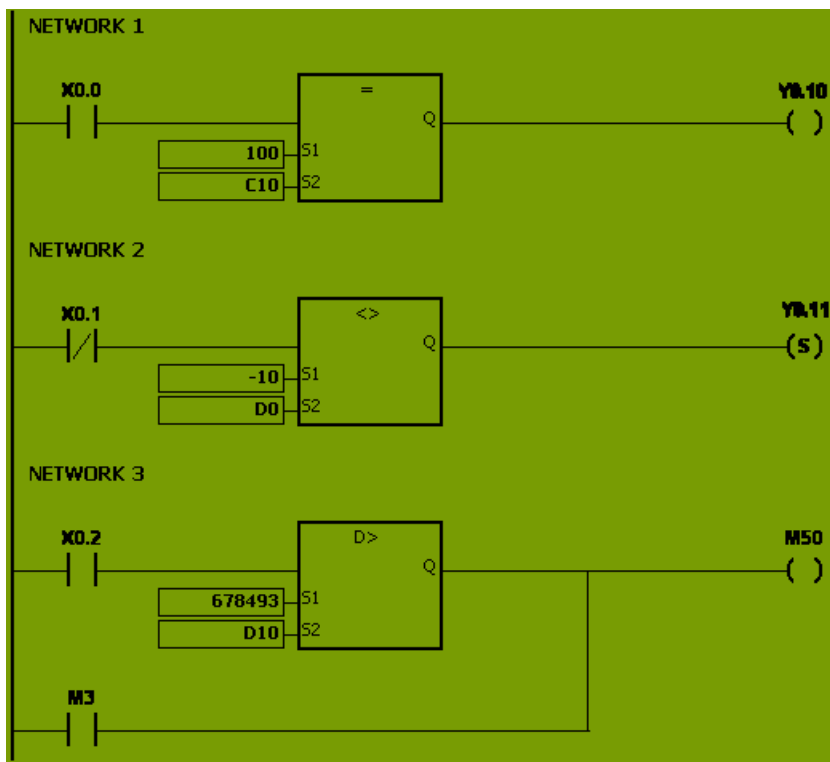 NETWORK 1
X0.0
=
Y0.10
Q
100 S1
C10 S2
NETWORK 2
X0.1
<>
Y0.11
Q
(S)
-10 S1
D0 S2
NETWORK 3
X0.2
D>
M50
Q
678493 S1
D10 S2
M3